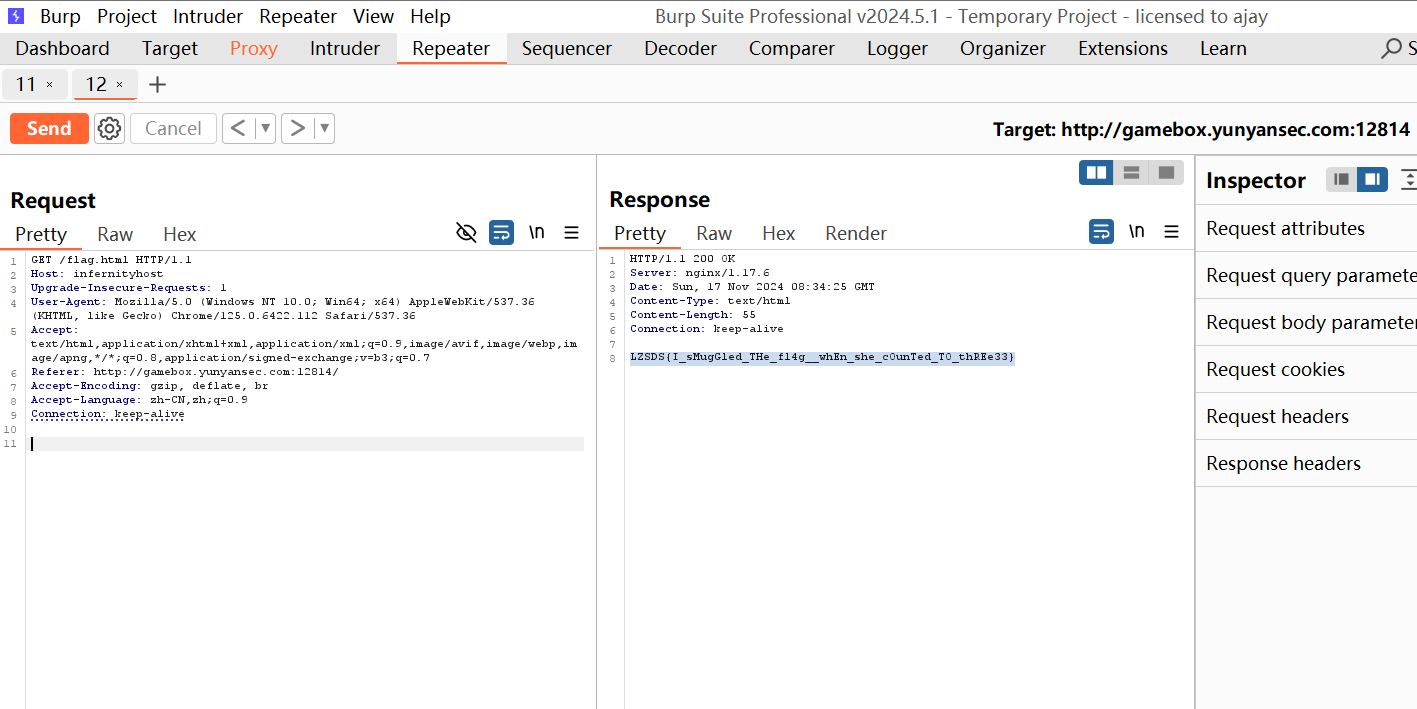 Burp Project Intruder Repeater View Help Burp Suite Professional v2024.5.1 - Temporary Project - licensed to ajay
Dashboard Target Proxy Intruder Repeater Sequencer Decoder Comparer Logger Organizer Extensions Learn S
11 × 12 × +
Send Cancel < > Target: http://gamebox.yunyansec.com:12814
Request
Pretty Raw Hex \n
1 GET /flag.html HTTP/1.1
2 Host: infernityhost
3 Upgrade-Insecure-Requests: 1
4 User-Agent: Mozilla/5.0 (Windows NT 10.0; Win64; x64) AppleWebKit/537.36
(KHTML, like Gecko) Chrome/125.0.6422.112 Safari/537.36
5 Accept:
text/html,application/xhtml+xml,application/xml;q=0.9,image/avif,image/webp,im
age/apng,*/*;q=0.8,application/signed-exchange;v=b3;q=0.7
6 Referer: http://gamebox.yunyansec.com:12814/
7 Accept-Encoding: gzip, deflate, br
8 Accept-Language: zh-CN,zh;q=0.9
9 Connection: keep-alive
10
11
Response
Pretty Raw Hex Render \n
1 HTTP/1.1 200 OK
2 Server: nginx/1.17.6
3 Date: Sun, 17 Nov 2024 08:34:25 GMT
4 Content-Type: text/html
5 Content-Length: 55
6 Connection: keep-alive
7
8 LZSDS{I_sMugGled_THe_fl4g__whEn_she_c0unTed_T0_thREe33}
Inspector
Request attributes
Request query paramete
Request body parameter
Request cookies
Request headers
Response headers